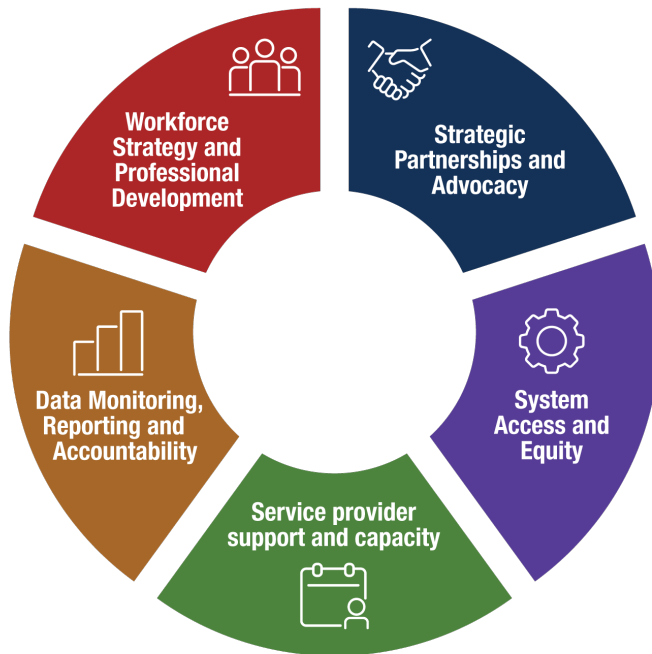 Workforce
Strategy and
Professional
Development
Strategic
Partnerships and
Advocacy
System
Access and
Equity
Service provider
support and capacity
Data Monitoring,
Reporting and
Accountability